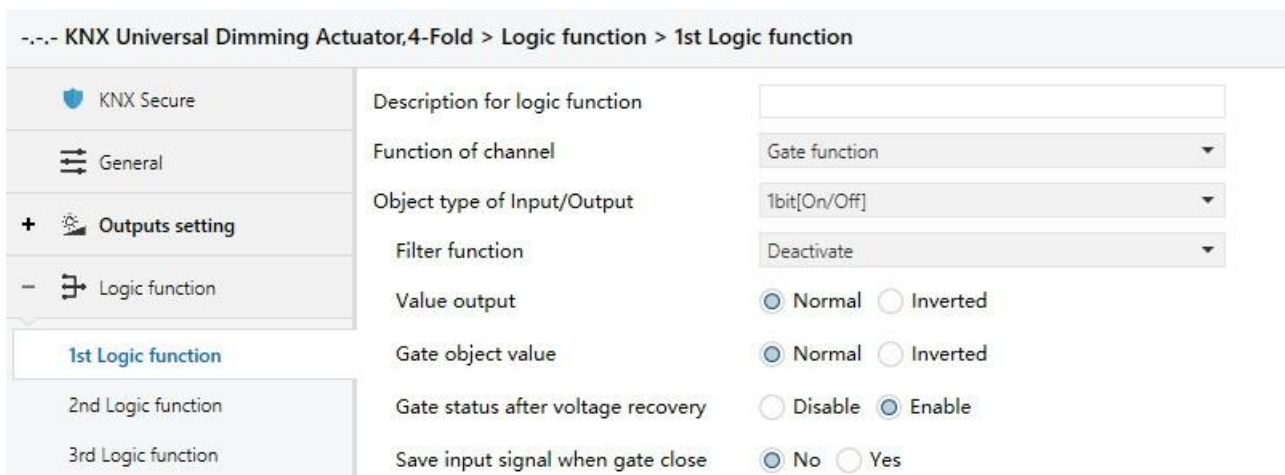 -.-.- KNX Universal Dimming Actuator,4-Fold > Logic function > 1st Logic function
KNX Secure
General
+ Outputs setting
- Logic function
1st Logic function
2nd Logic function
3rd Logic function
Description for logic function
Function of channel Gate function
Object type of Input/Output 1bit[On/Off]
Filter function Deactivate
Value output Normal Inverted
Gate object value Normal Inverted
Gate status after voltage recovery Disable Enable
Save input signal when gate close No Yes